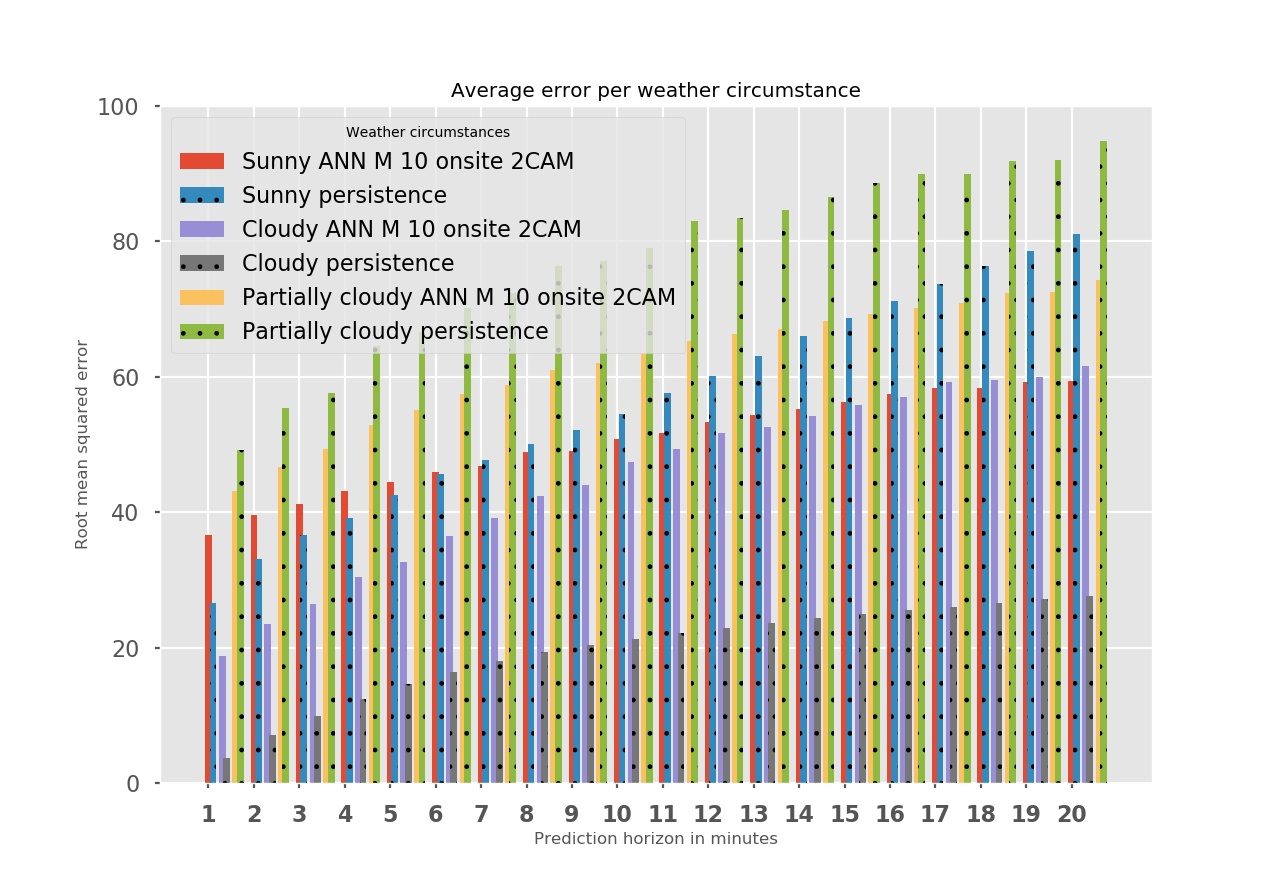 Average error per weather circumstance
Weather circumstances
Sunny ANN M 10 onsite 2CAM
Sunny persistence
Cloudy ANN M 10 onsite 2CAM
Cloudy persistence
Partially cloudy ANN M 10 onsite 2CAM
Partially cloudy persistence
Root mean squared error
100
80
60
40
20
0
1 2 3 4 5 6 7 8 9 10 11 12 13 14 15 16 17 18 19 20
Prediction horizon in minutes